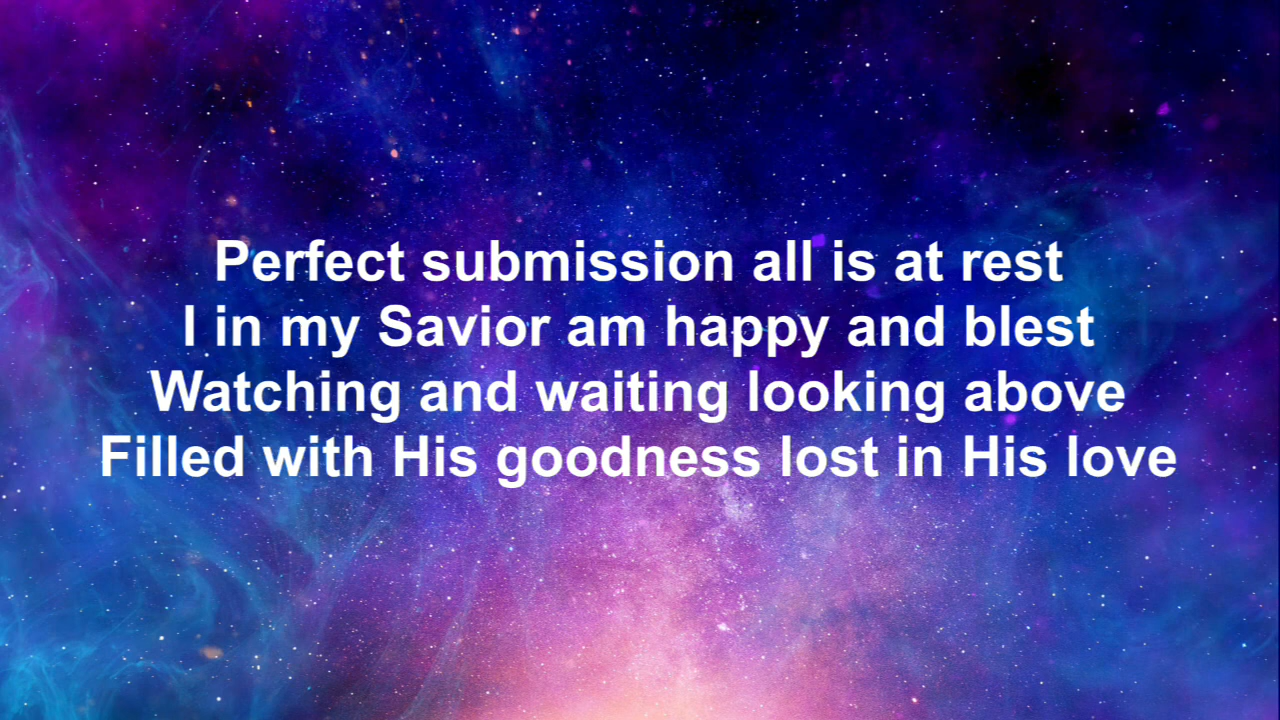 Perfect submission all is at rest
I in my Savior am happy and blest
Watching and waiting looking above
Filled with His goodness lost in His love